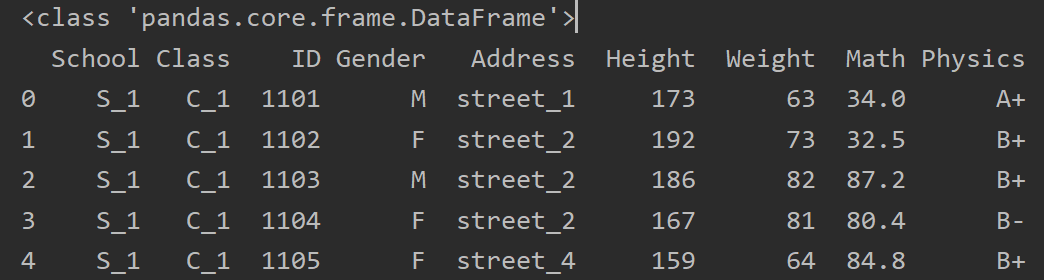 <class 'pandas.core.frame.DataFrame'>
School Class ID Gender Address Height Weight Math Physics
0 S_1 C_1 1101 M street_1 173 63 34.0 A+
1 S_1 C_1 1102 F street_2 192 73 32.5 B+
2 S_1 C_1 1103 M street_2 186 82 87.2 B+
3 S_1 C_1 1104 F street_2 167 81 80.4 B-
4 S_1 C_1 1105 F street_4 159 64 84.8 B+